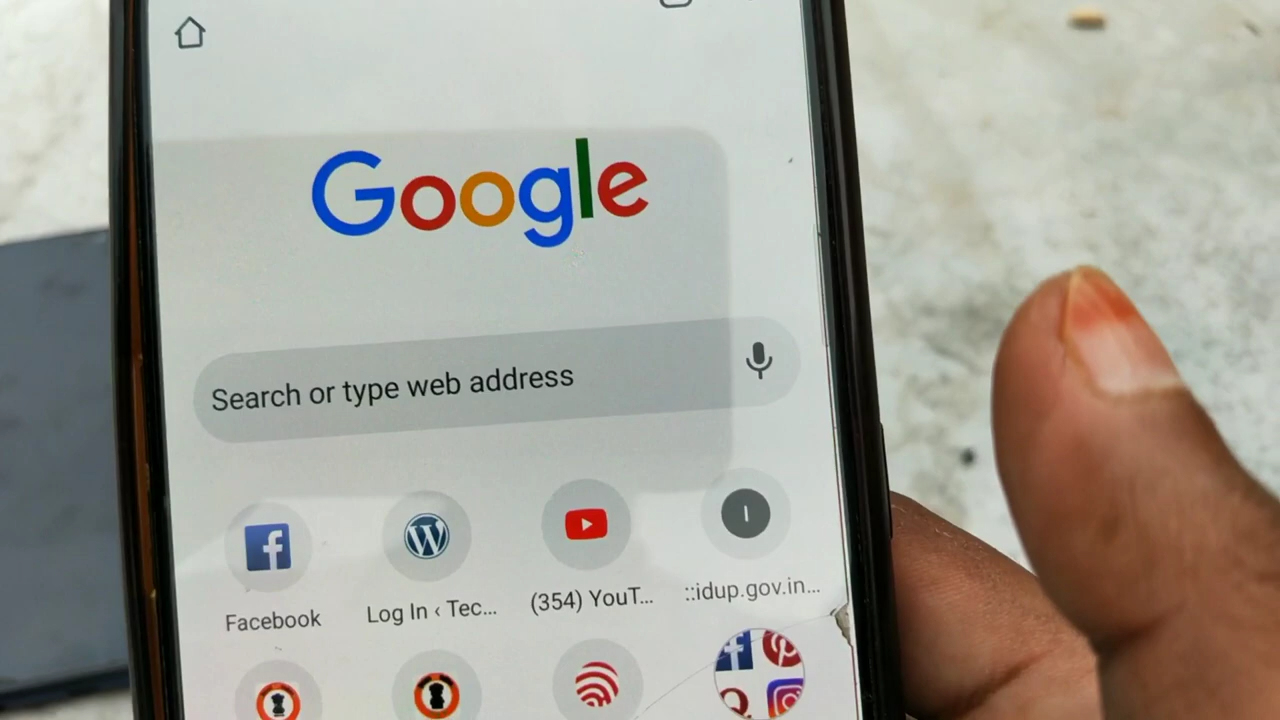 Google
Search or type web address
Facebook
Log In ‹ Tec...
(354) YouT...
::idup.gov.in...